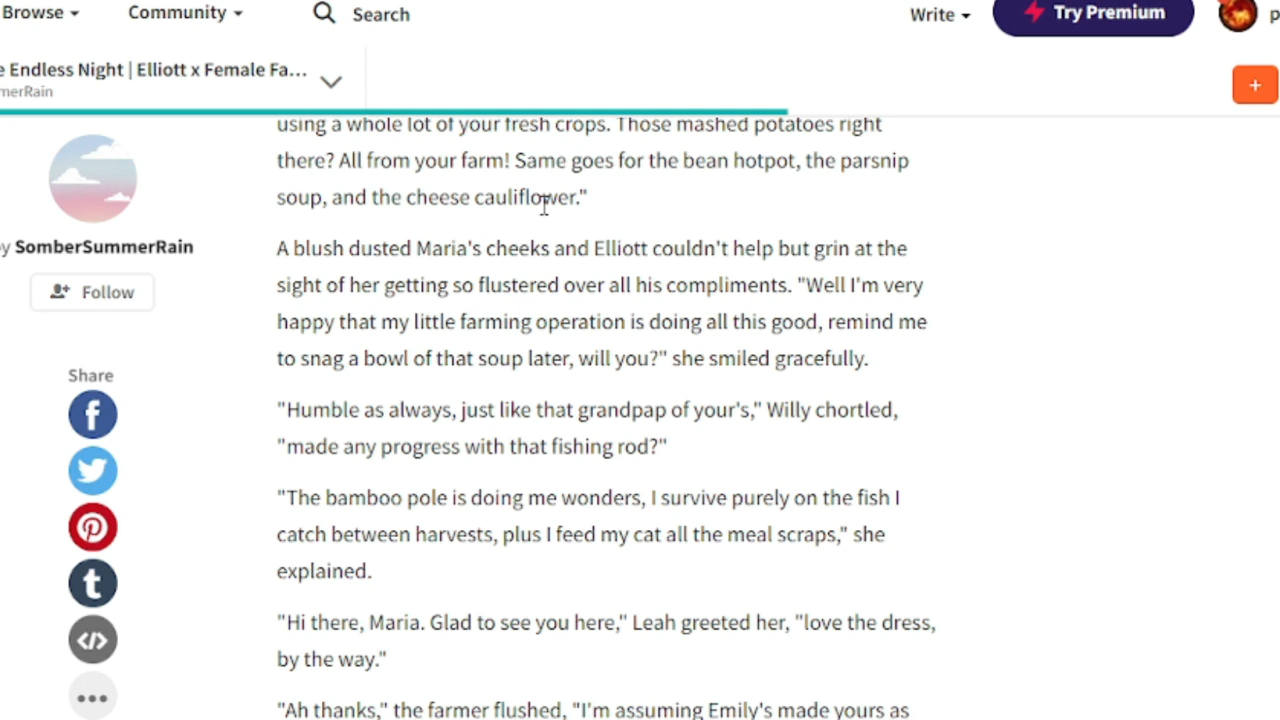 Browse
Community
Search
Write
Try Premium
p
e Endless Night | Elliott x Female Fa...
merRain
+
using a whole lot of your fresh crops. Those mashed potatoes right
there? All from your farm! Same goes for the bean hotpot, the parsnip
soup, and the cheese cauliflower."
y SomberSummerRain
Follow
A blush dusted Maria's cheeks and Elliott couldn't help but grin at the
sight of her getting so flustered over all his compliments. "Well I'm very
happy that my little farming operation is doing all this good, remind me
to snag a bowl of that soup later, will you?" she smiled gracefully.
Share
"Humble as always, just like that grandpap of your's," Willy chortled,
"made any progress with that fishing rod?"
"The bamboo pole is doing me wonders, I survive purely on the fish I
catch between harvests, plus I feed my cat all the meal scraps," she
explained.
"Hi there, Maria. Glad to see you here," Leah greeted her, "love the dress,
by the way."
"Ah thanks," the farmer flushed, "I'm assuming Emily's made yours as